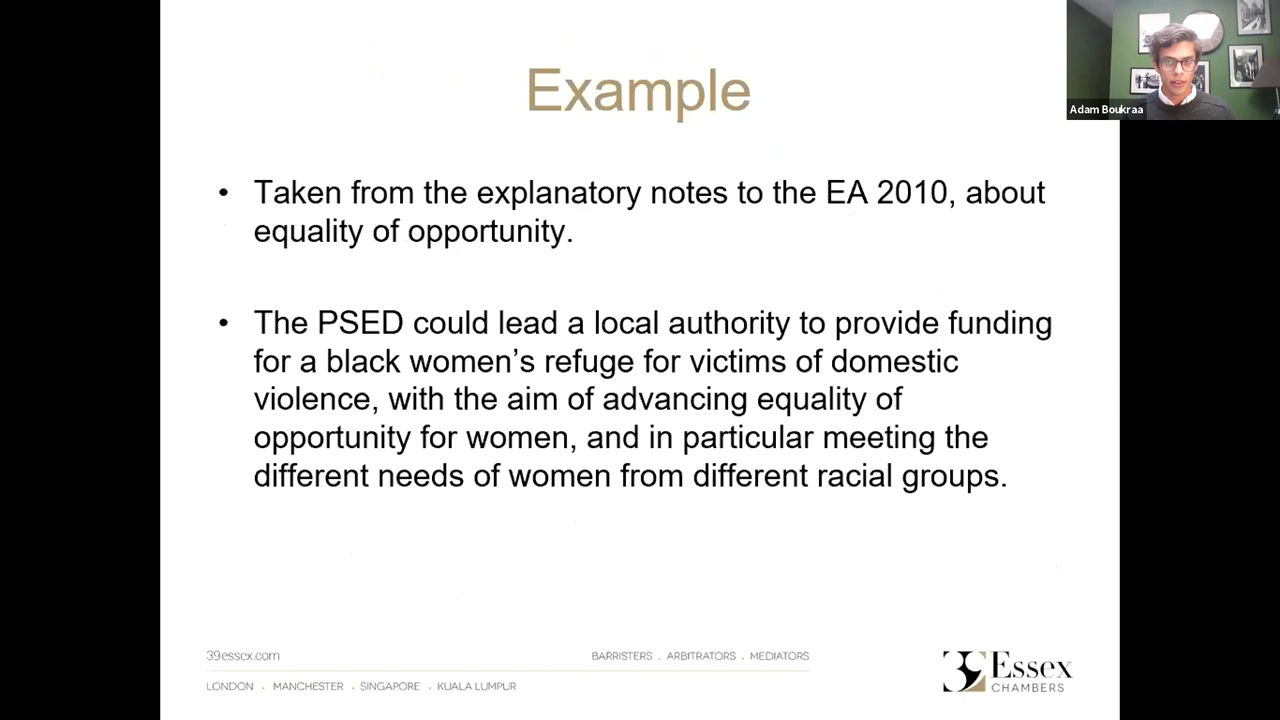 Example
Adam Boukraa
• Taken from the explanatory notes to the EA 2010, about
equality of opportunity.
• The PSED could lead a local authority to provide funding
for a black women’s refuge for victims of domestic
violence, with the aim of advancing equality of
opportunity for women, and in particular meeting the
different needs of women from different racial groups.
39essex.com
BARRISTERS . ARBITRATORS . MEDIATORS
LONDON . MANCHESTER . SINGAPORE . KUALA LUMPUR
39 Essex
CHAMBERS